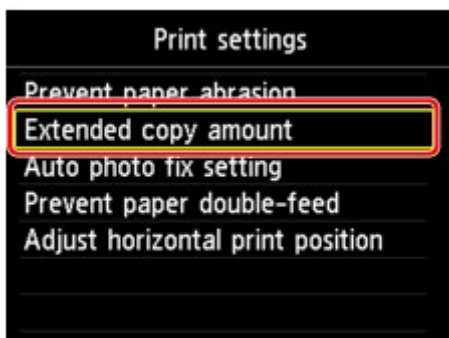 Print settings
Prevent paper abrasion
Extended copy amount
Auto photo fix setting
Prevent paper double-feed
Adjust horizontal print position